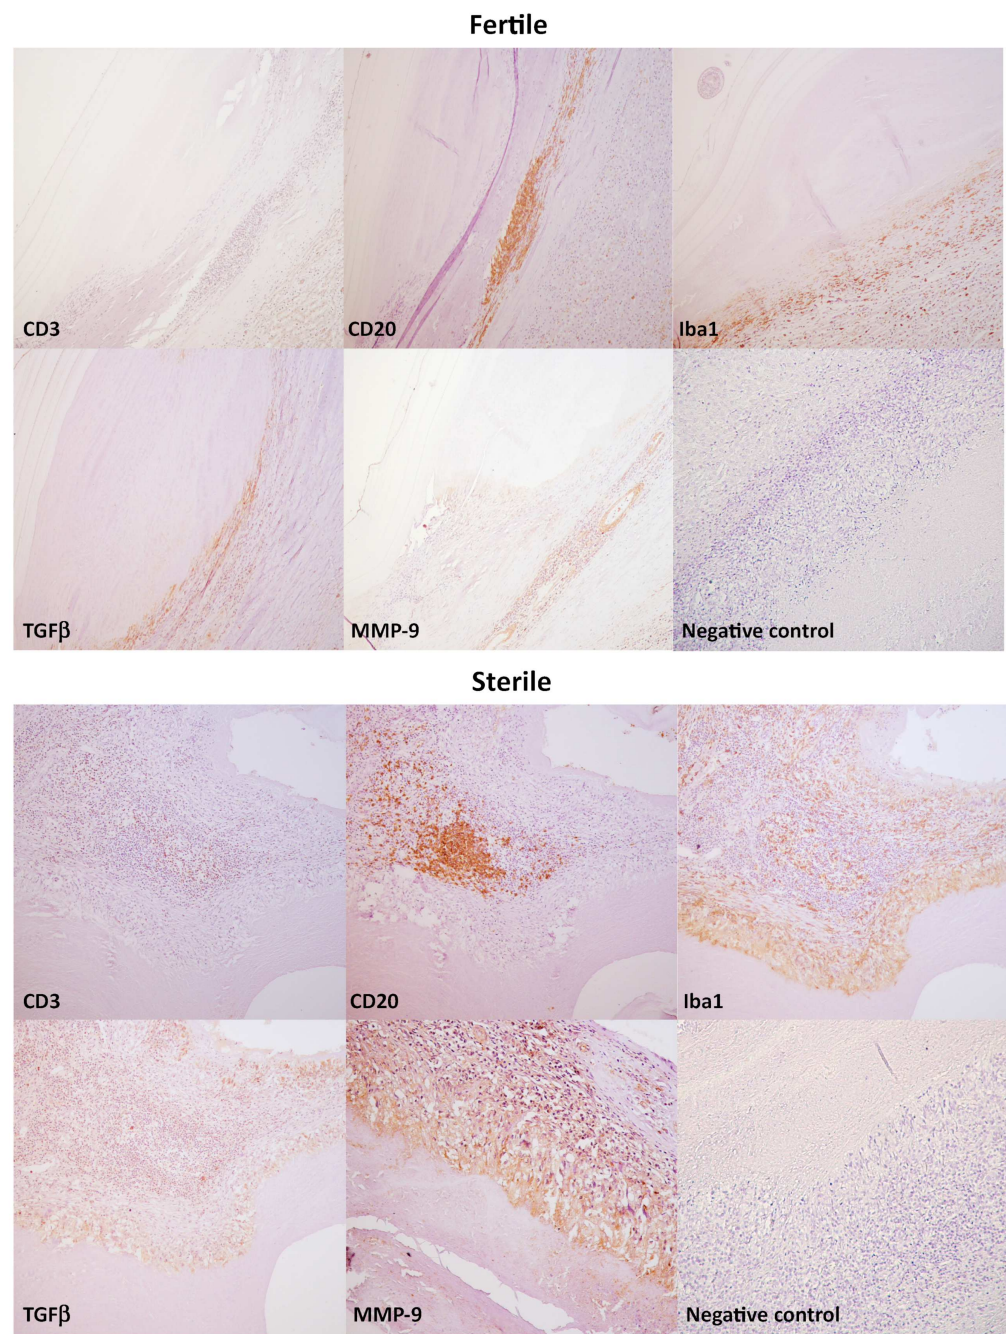 Fertile
CD3
CD20
Iba1
TGFβ
MMP-9
Negative control
Sterile
CD3
CD20
Iba1
TGFβ
MMP-9
Negative control